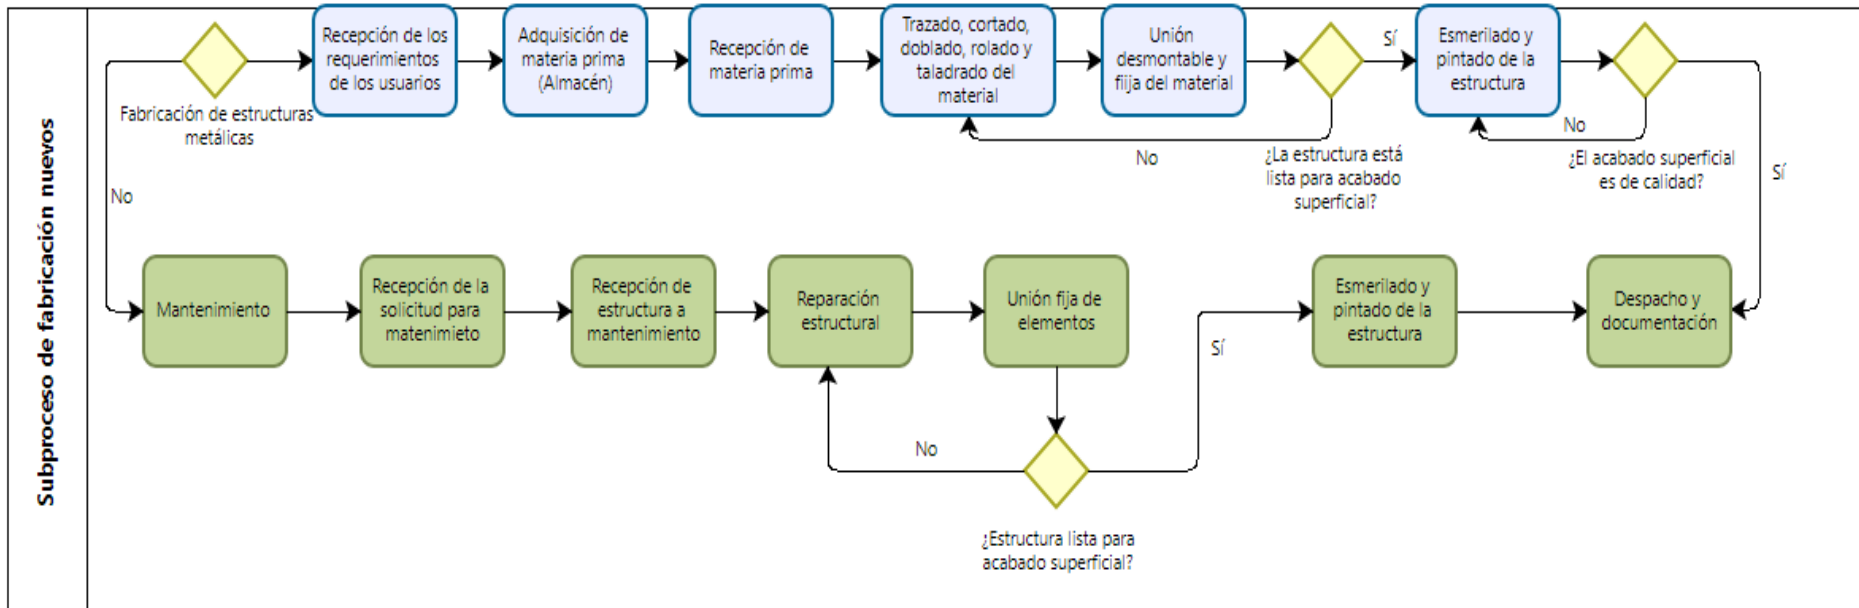 Subproceso de fabricación nuevos
Fabricación de estructuras
metálicas
Recepción de los
requerimientos
de los usuarios
Adquisición de
materia prima
(Almacén)
Recepción de
materia prima
Trazado, cortado,
doblado, rolado y
taladrado del
material
Unión
desmontable y
fiija del material
Sí
No
¿La estructura está
lista para acabado
superficial?
Esmerilado y
pintado de la
estructura
No
¿El acabado superficial
es de calidad?
Sí
No
Mantenimiento
Recepción de la
solicitud para
matenimieto
Recepción de
estructura a
mantenimiento
Reparación
estructural
Unión fija de
elementos
No
Sí
¿Estructura lista para
acabado superficial?
Esmerilado y
pintado de la
estructura
Despacho y
documentación